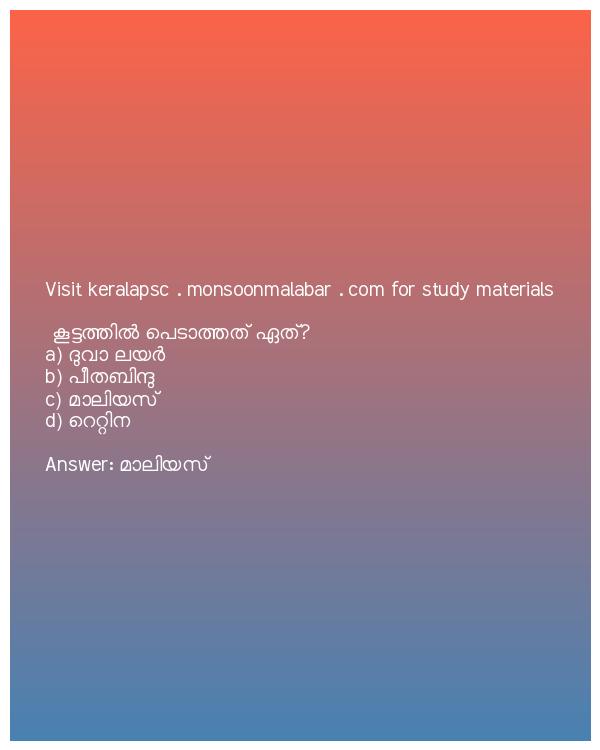 Visit keralapsc . monsoonmalabar . com for study materials
കൂട്ടത്തിൽ പെടാത്തത് ഏത്?
a) ദുവാ ലയർ
b) പീതബിന്ദു
c) മാലിയസ്
d) റെറ്റിന
Answer: മാലിയസ്